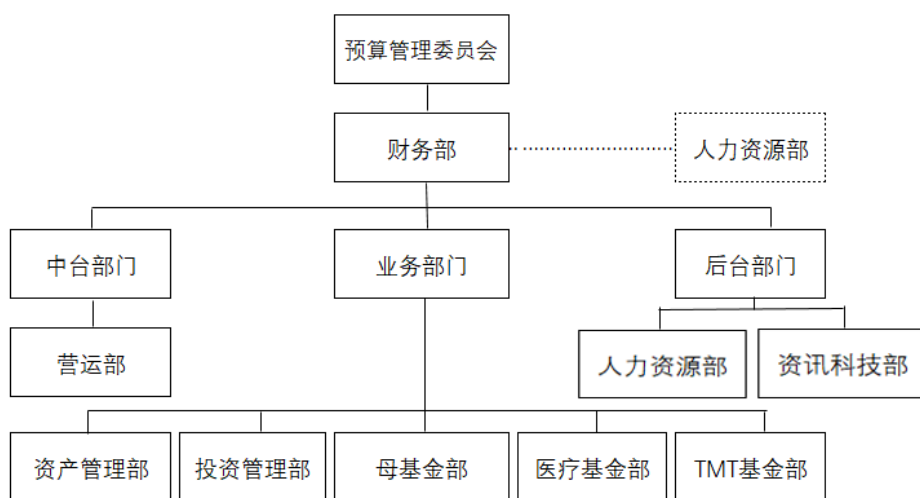 预算管理委员会
财务部
人力资源部
中台部门
业务部门
后台部门
营运部
人力资源部
资讯科技部
资产管理部
投资管理部
母基金部
医疗基金部
TMT基金部